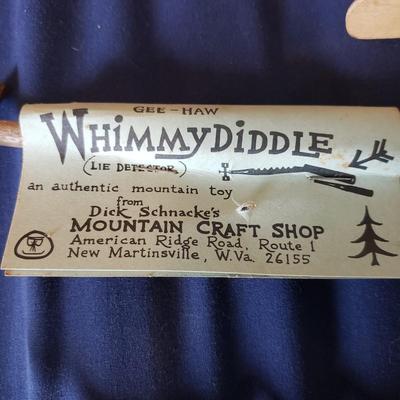 GEE-HAW
WHIMMYDIDDLE
(LIE DETECTOR)
an authentic mountain toy
from
Dick Schnacke's
MOUNTAIN CRAFT SHOP
American Ridge Road, Route 1
New Martinsville, W.Va. 26155